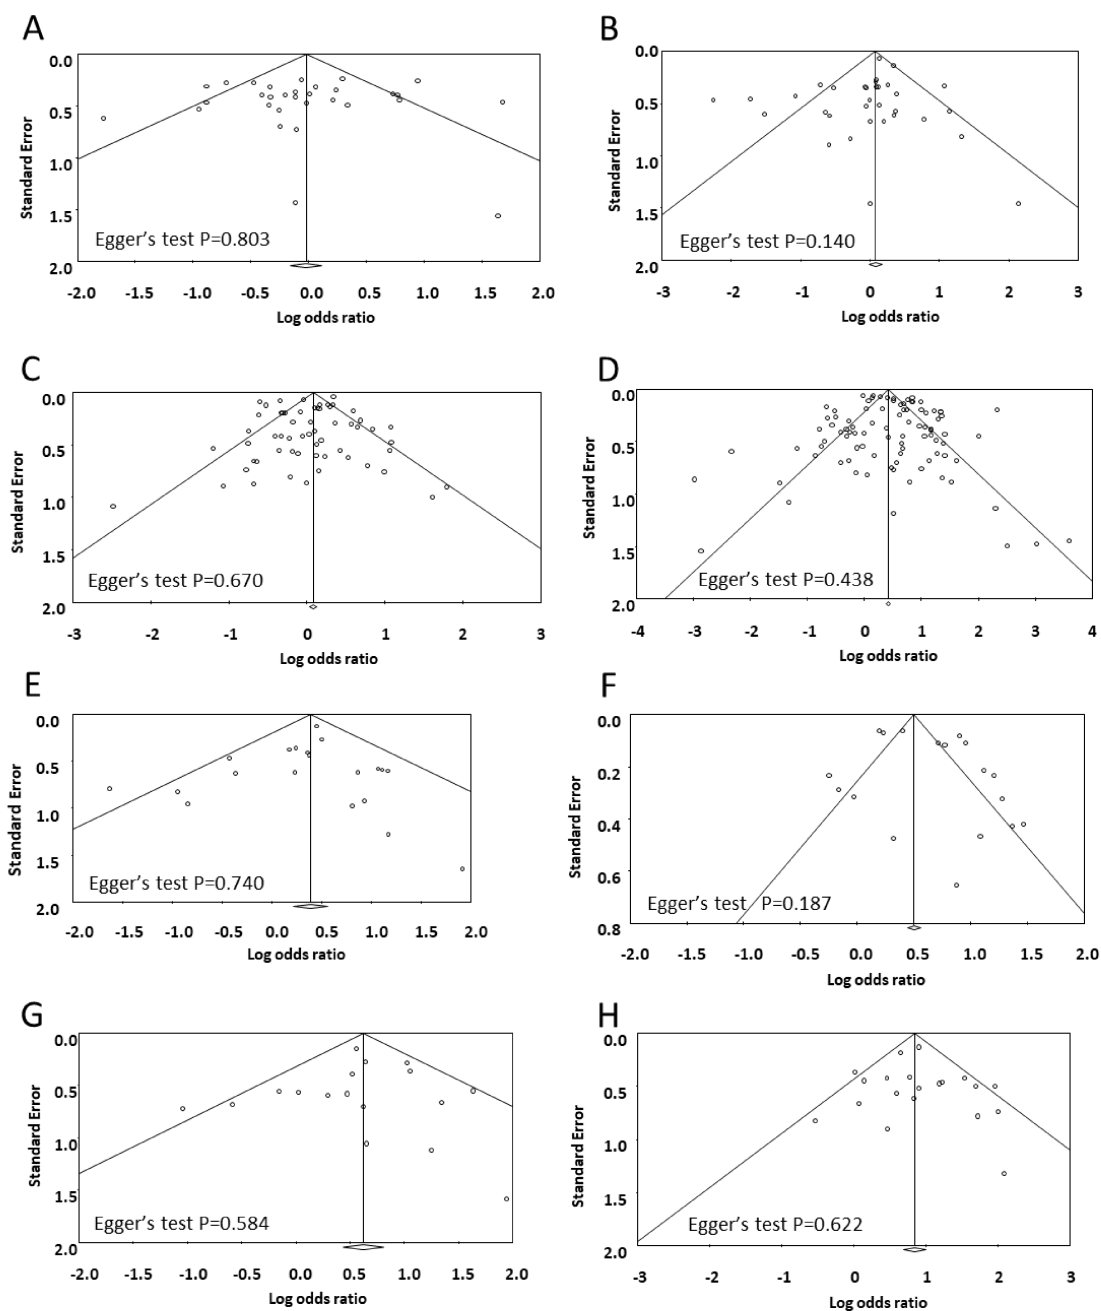 A
0.0
0.5
1.0
1.5
2.0
Standard Error
Egger's test P=0.803
-2.0 -1.5 -1.0 -0.5 0.0 0.5 1.0 1.5 2.0
Log odds ratio
B
0.0
0.5
1.0
1.5
2.0
Standard Error
Egger's test P=0.140
-3 -2 -1 0 1 2 3
Log odds ratio
C
0.0
0.5
1.0
1.5
2.0
Standard Error
Egger's test P=0.670
-3 -2 -1 0 1 2 3
Log odds ratio
D
0.0
0.5
1.0
1.5
2.0
Standard Error
Egger's test P=0.438
-4 -3 -2 -1 0 1 2 3 4
Log odds ratio
E
0.0
0.5
1.0
1.5
2.0
Standard Error
Egger's test P=0.740
-2.0 -1.5 -1.0 -0.5 0.0 0.5 1.0 1.5 2.0
Log odds ratio
F
0.0
0.2
0.4
0.6
0.8
Standard Error
Egger's test P=0.187
-2.0 -1.5 -1.0 -0.5 0.0 0.5 1.0 1.5 2.0
Log odds ratio
G
0.0
0.5
1.0
1.5
2.0
Standard Error
Egger's test P=0.584
-2.0 -1.5 -1.0 -0.5 0.0 0.5 1.0 1.5 2.0
Log odds ratio
H
0.0
0.5
1.0
1.5
2.0
Standard Error
Egger's test P=0.622
-3 -2 -1 0 1 2 3
Log odds ratio